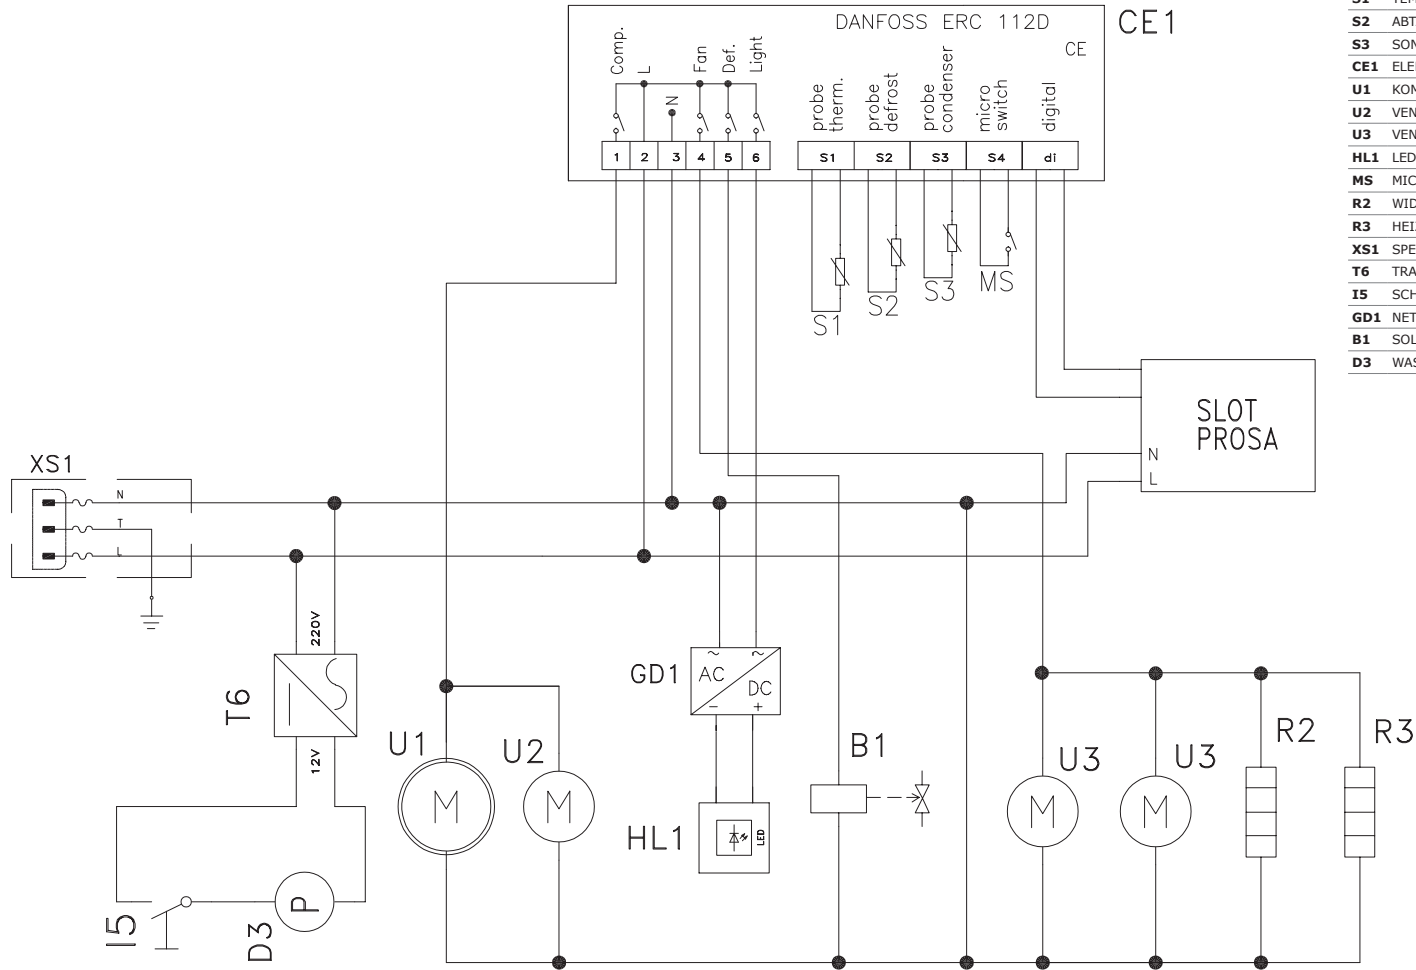 DANFOSS ERC 112D
CE1
CE
Comp.
L
N
Fan
Def.
Light
probe
therm.
probe
defrost
probe
condenser
micro
switch
digital
1 2 3 4 5 6
S1 S2 S3 S4 di
S1
S2
S3
MS
SLOT
PROSA
N
L
XS1
N
T
L
220V
T6
12V
I5
D3
P
U1
M
U2
M
GD1
AC
DC
~ ~
− +
HL1
LED
B1
U3
M
U3
M
R2
R3
S2
S3
CE1
U1
U2
U3
HL1 LED
MS
R2
R3
XS1
T6
I5
GD1
B1
D3